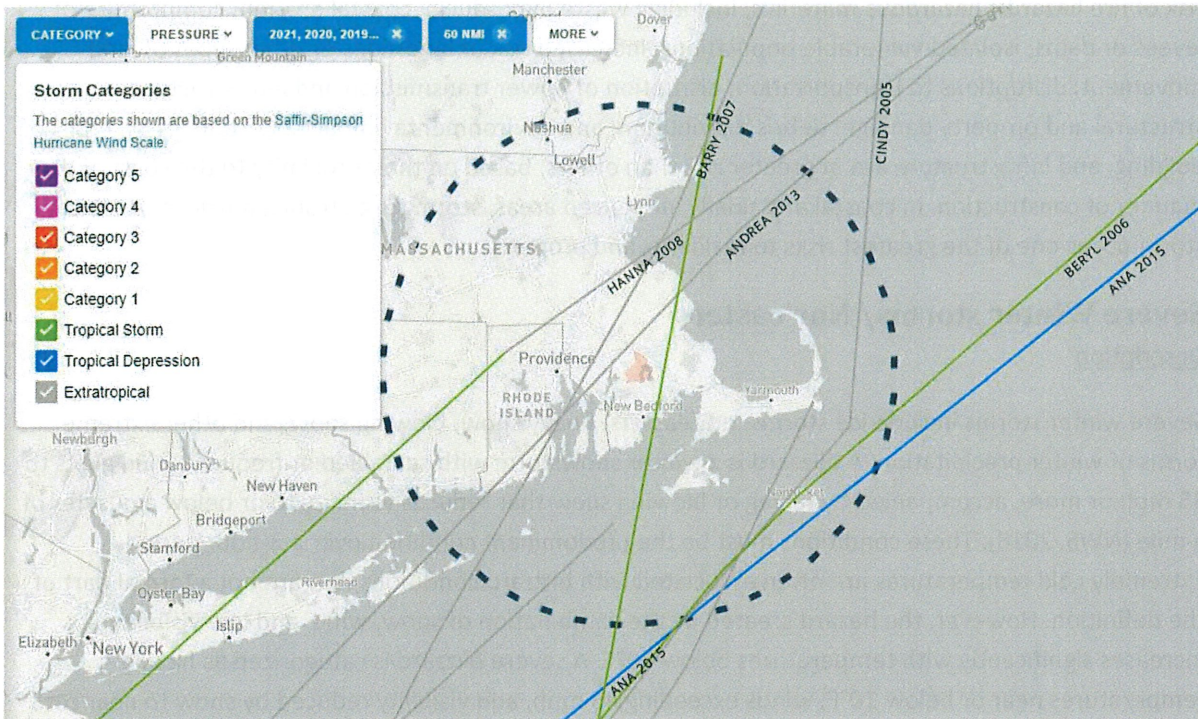 CATEGORY
PRESSURE
2021, 2020, 2019... ×
60 NMI ×
MORE
Storm Categories
The categories shown are based on the Saffir-Simpson
Hurricane Wind Scale.
Category 5
Category 4
Category 3
Category 2
Category 1
Tropical Storm
Tropical Depression
Extratropical
Green Mountain
Concord
Dover
Manchester
Nashua
Lowell
Lynn
MASSACHUSETTS
BARRY 2007
CINDY 2005
ANDREA 2013
HANNA 2008
BERYL 2006
ANA 2015
Providence
RHODE
ISLAND
New Bedford
Yarmouth
Nantucket
Newburgh
Danbury
New Haven
Bridgeport
Stamford
Oyster Bay
Riverhead
Islip
Elizabeth
New York
ANA 2015